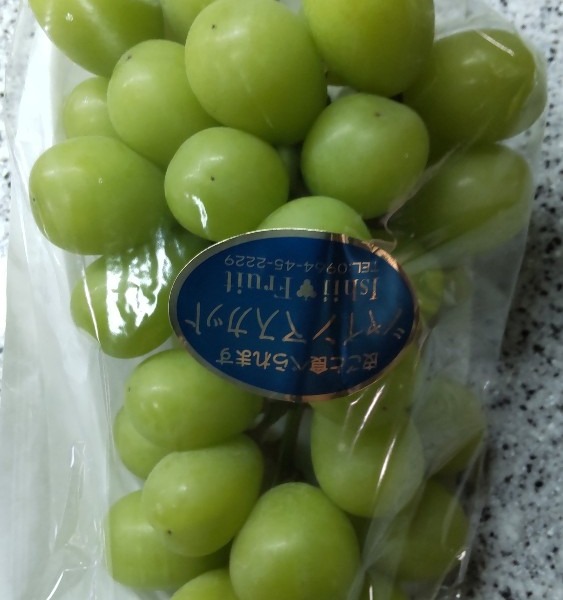 皮ごと食べられます
シャインマスカット
Ishii Fruit
TEL.0964-45-2229